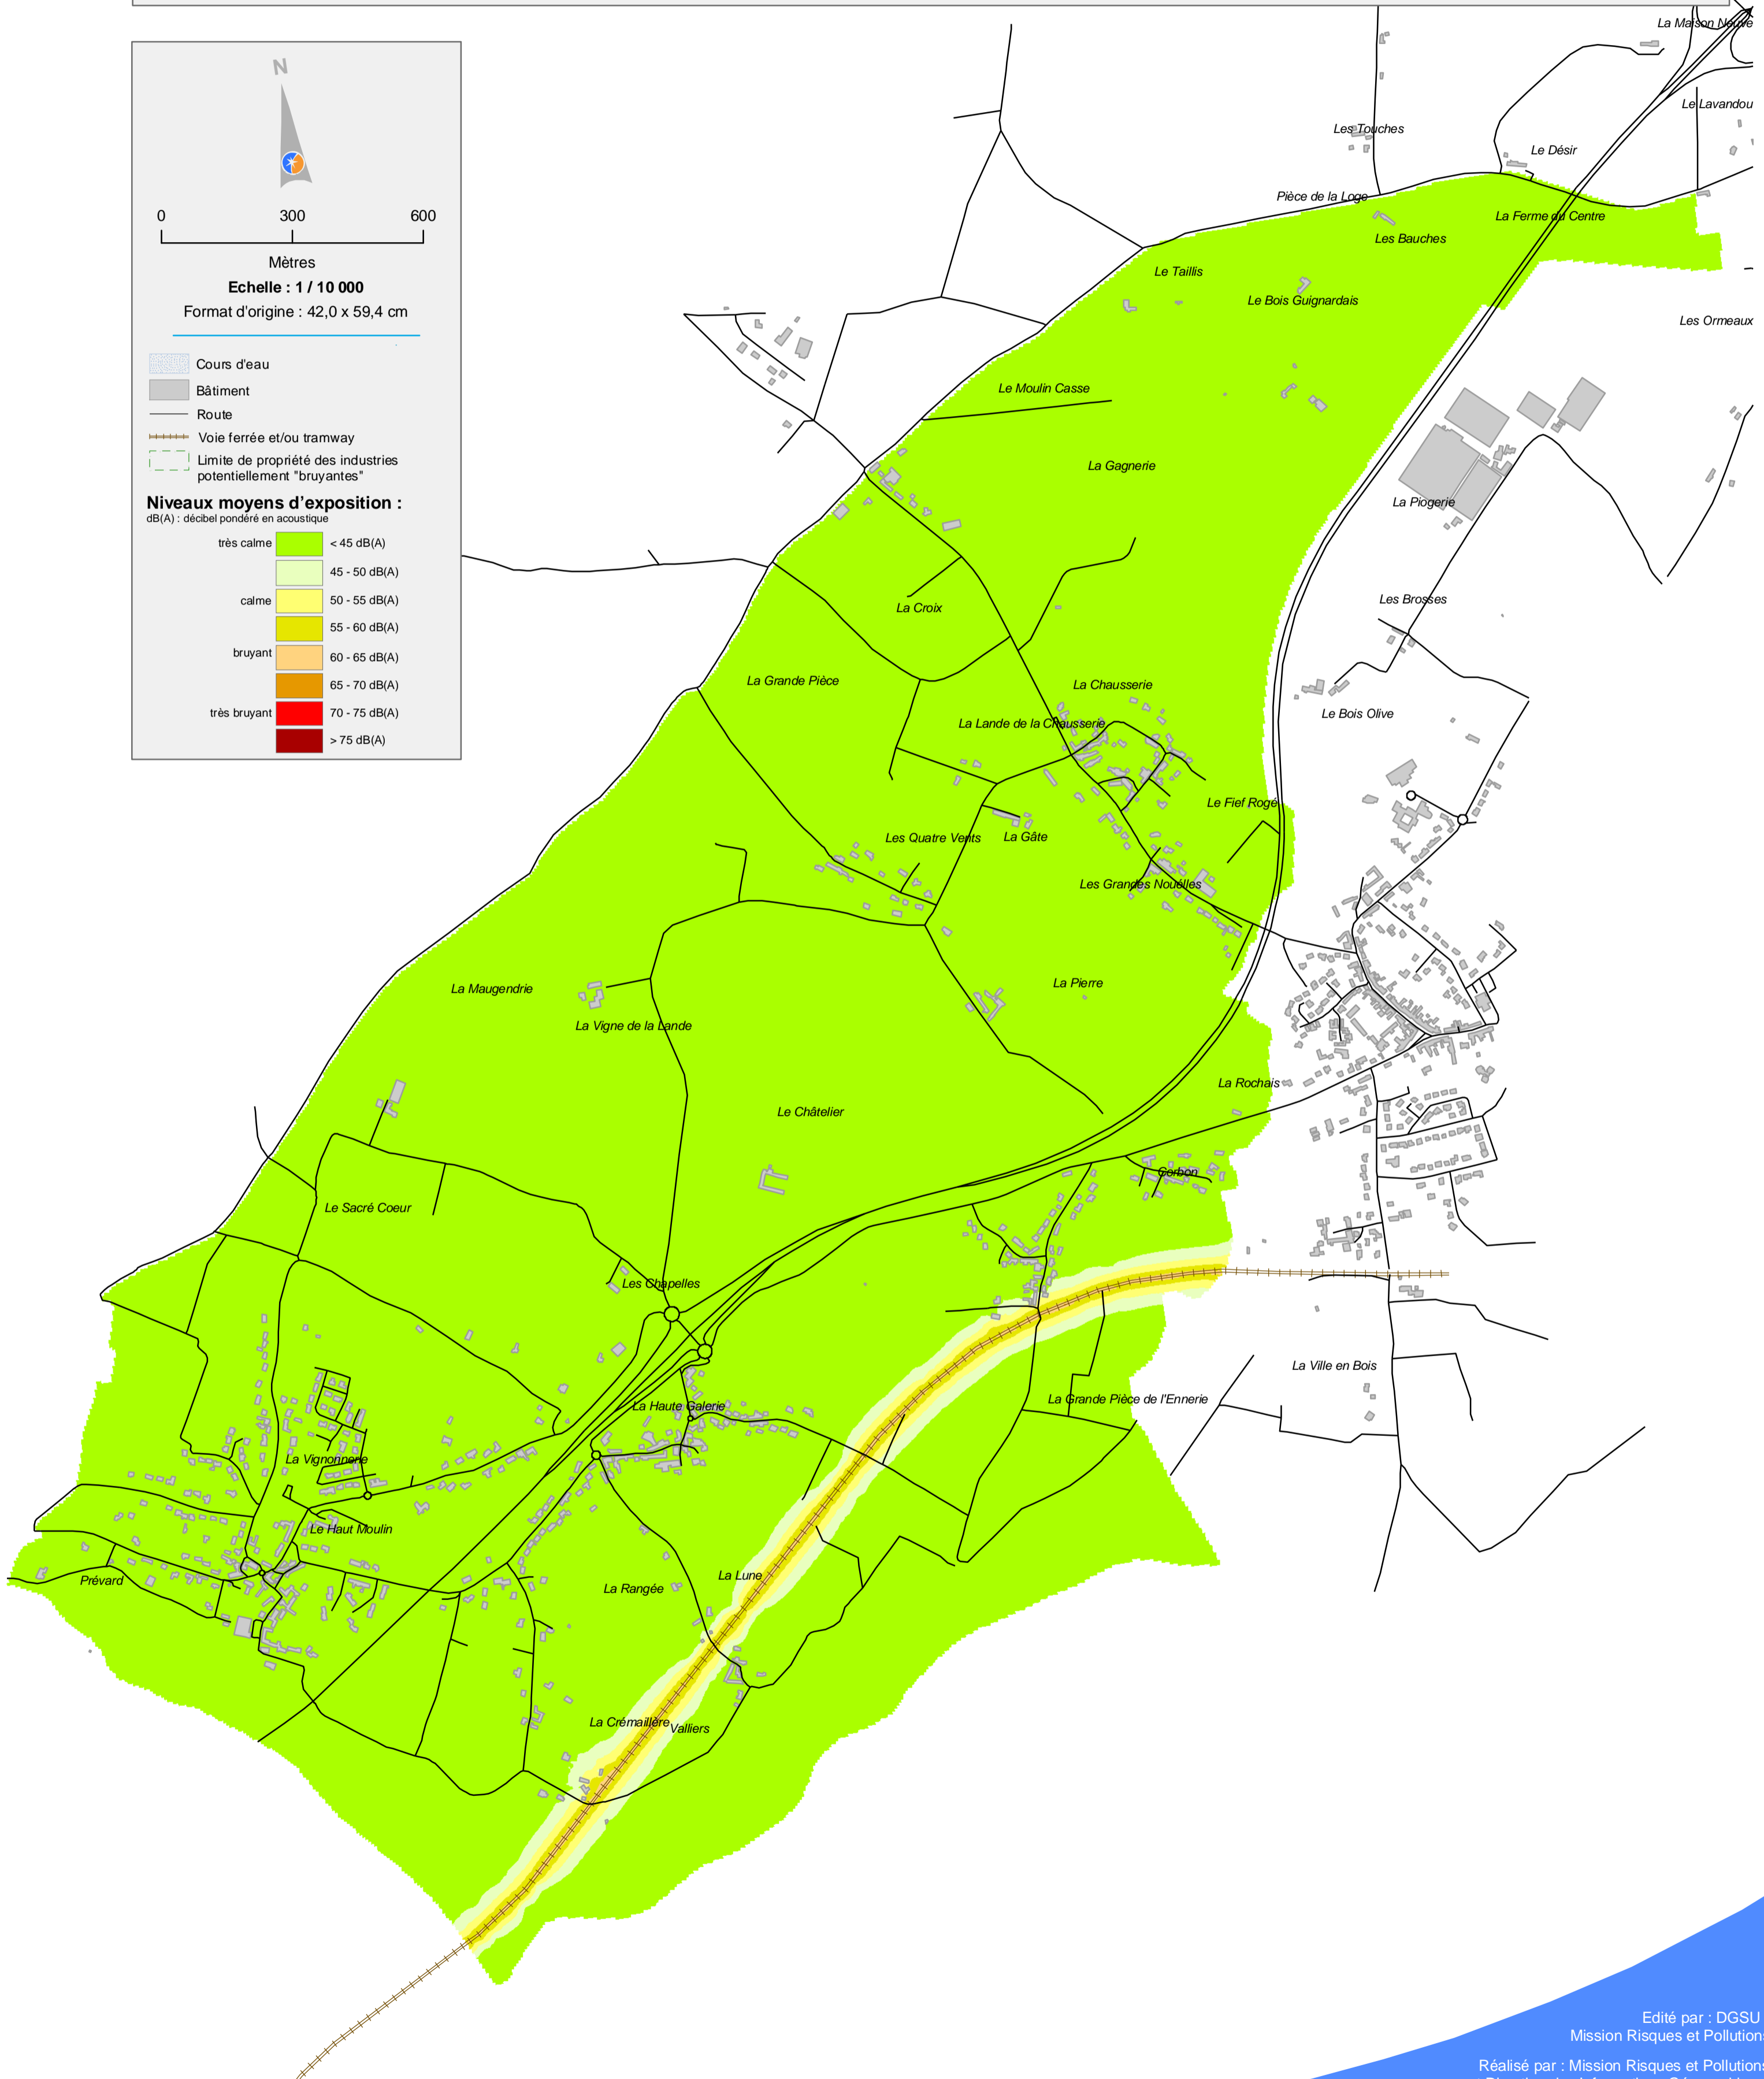 N
0 300 600
Mètres
Echelle : 1 / 10 000
Format d'origine : 42,0 x 59,4 cm
Cours d'eau
Bâtiment
Route
Voie ferrée et/ou tramway
Limite de propriété des industries
potentiellement "bruyantes"
Niveaux moyens d'exposition :
dB(A) : décibel pondéré en acoustique
très calme < 45 dB(A)
45 - 50 dB(A)
calme 50 - 55 dB(A)
55 - 60 dB(A)
bruyant 60 - 65 dB(A)
65 - 70 dB(A)
très bruyant 70 - 75 dB(A)
> 75 dB(A)
La Maison Neuve
Le Lavandou
Les Touches
Le Désir
Pièce de la Loge
La Ferme du Centre
Les Bauches
Le Taillis
Le Bois Guignardais
Les Ormeaux
Le Moulin Casse
La Gagnerie
La Piogerie
La Croix
Les Brosses
La Grande Pièce
La Chausserie
La Lande de la Chausserie
Le Bois Olive
Le Fief Rogé
Les Quatre Vents
La Gâte
Les Grandes Nouëlles
La Maugendrie
La Pierre
La Vigne de la Lande
La Rochais
Le Châtelier
Corbon
Le Sacré Coeur
Les Chapelles
La Ville en Bois
La Grande Pièce de l'Ennerie
La Haute Galerie
La Vignonnerie
Le Haut Moulin
Prévard
La Rangée
La Lune
La Crémaillère
Valliers
Edité par : DGSU
Mission Risques et Pollutions
Réalisé par : Mission Risques et Pollutions